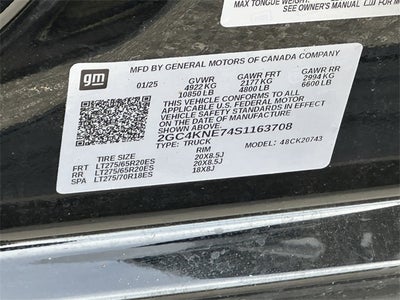 MAX TONGUE WEIGHT
SEE OWNER'S MANUAL
gm
MFD BY GENERAL MOTORS OF CANADA COMPANY
01/25 GVWR GAWR FRT GAWR RR
4922 KG 2177 KG 2994 KG
10850 LB 4800 LB 6600 LB
THIS VEHICLE CONFORMS TO ALL APPLICABLE
U.S. FEDERAL MOTOR
VEHICLE SAFETY STANDARDS IN EFFECT
ON THE DATE OF MANUFACTURE
SHOWN ABOVE.
2GC4KNE74S1163708
TYPE: TRUCK MODEL: 48CK20743
TIRE SIZE RIM
FRT LT275/65R20ES 20X8.5J
RR LT275/65R20ES 20X8.5J
SPA LT275/70R18ES 18X8J